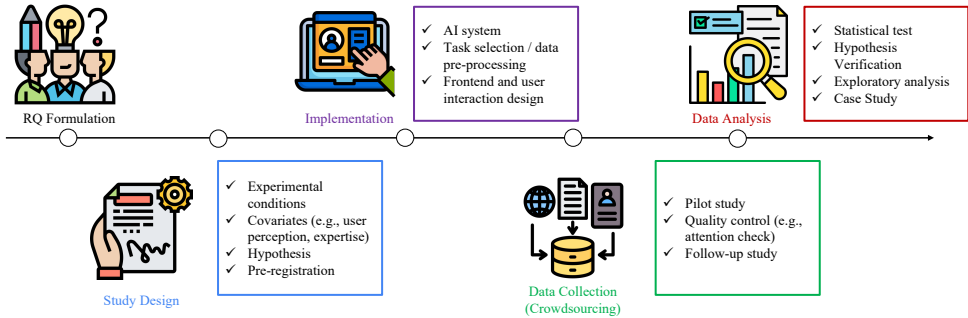 RQ Formulation
Implementation
✓ AI system
✓ Task selection / data
pre-processing
✓ Frontend and user
interaction design
Data Analysis
✓ Statistical test
✓ Hypothesis
Verification
✓ Exploratory analysis
✓ Case Study
Study Design
✓ Experimental
conditions
✓ Covariates (e.g., user
perception, expertise)
✓ Hypothesis
✓ Pre-registration
Data Collection
(Crowdsourcing)
✓ Pilot study
✓ Quality control (e.g.,
attention check)
✓ Follow-up study